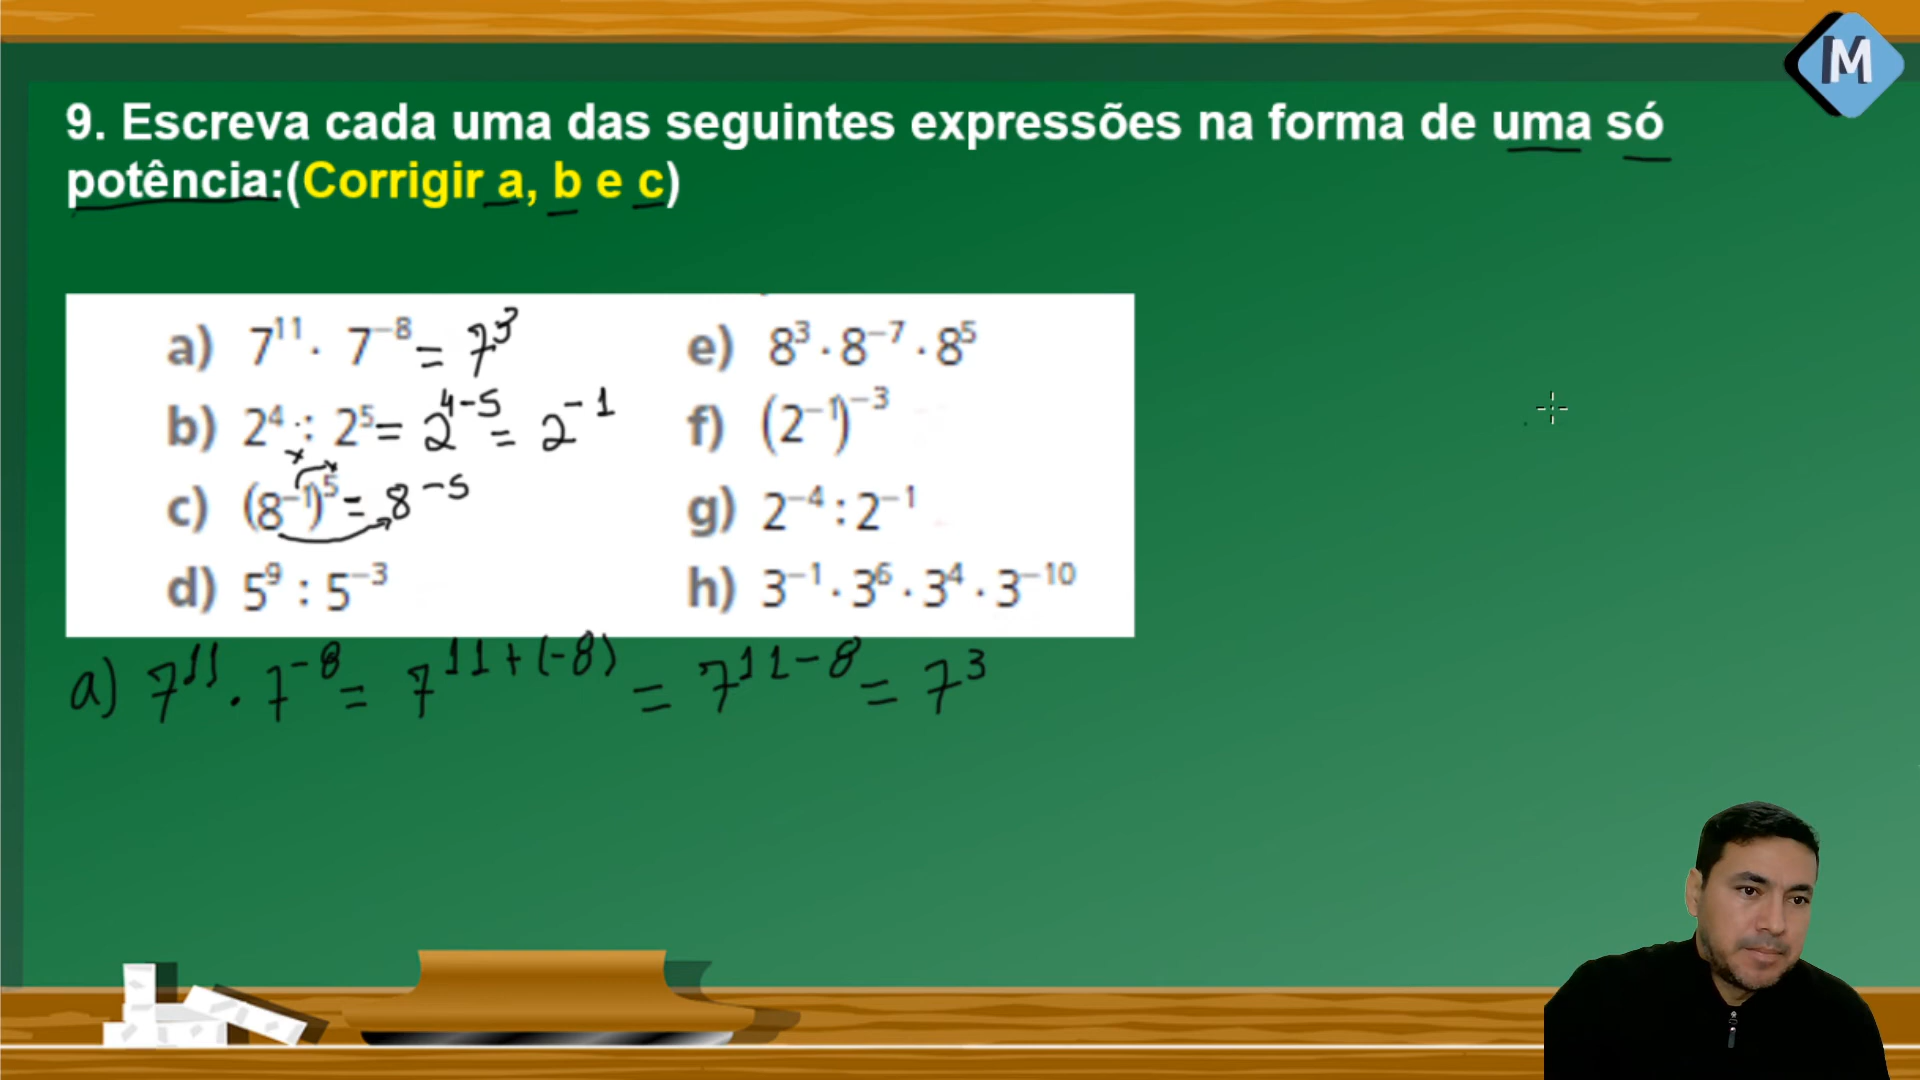 M
9. Escreva cada uma das seguintes expressões na forma de uma só
potência:(Corrigir a, b e c)
a) 7¹¹ · 7⁻⁸ = 7³
b) 2⁴ ÷ 2⁵ = 2⁴⁻⁵ = 2⁻¹
c) (8⁻¹)⁵ = 8⁻⁵
d) 5⁹ : 5⁻³
e) 8³ · 8⁻⁷ · 8⁵
f) (2⁻¹)⁻³
g) 2⁻⁴ : 2⁻¹
h) 3⁻¹ · 3⁶ · 3⁴ · 3⁻¹⁰
a) 7¹¹ · 7⁻⁸ = 7¹¹⁺⁽⁻⁸⁾ = 7¹¹⁻⁸ = 7³